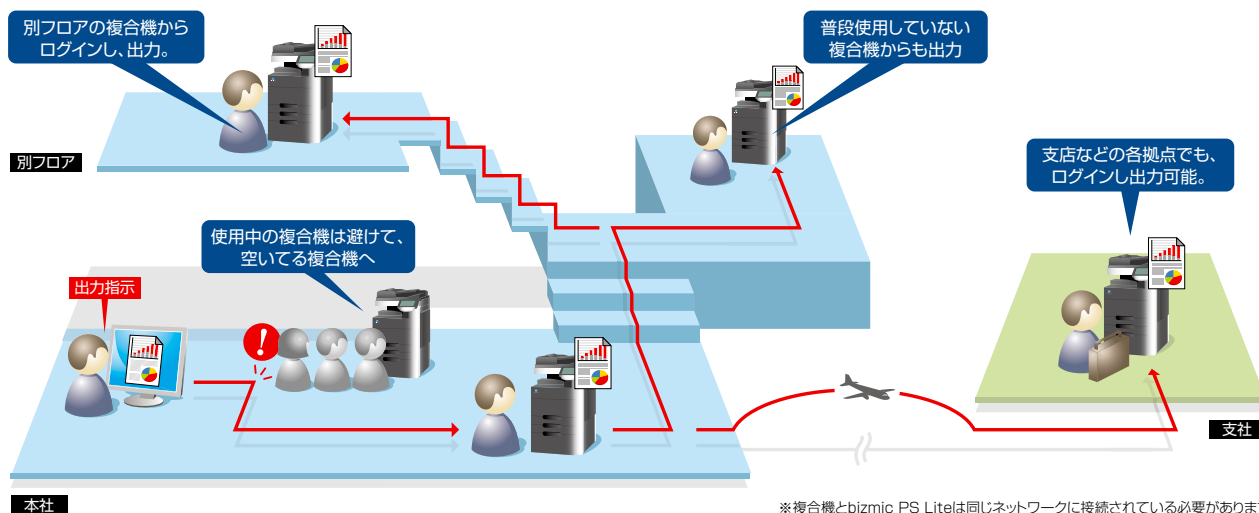 別フロアの複合機から
ログインし、出力。
普段使用していない
複合機からも出力
別フロア
支店などの各拠点でも、
ログインし出力可能。
使用中の複合機は避けて、
空いてる複合機へ
出力指示
!
支社
本社
※複合機とbizmic PS Liteは同じネットワークに接続されている必要がありま